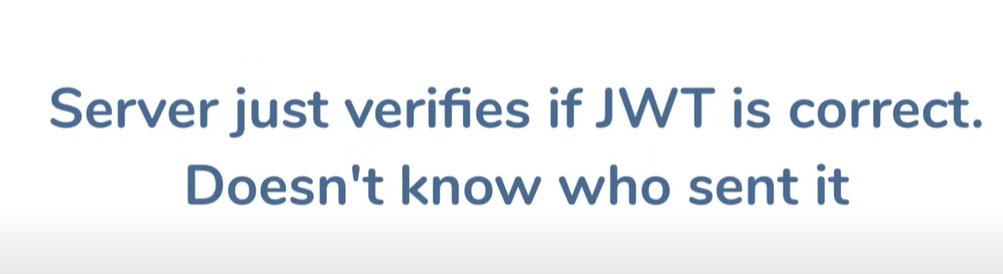 Server just verifies if JWT is correct.
Doesn't know who sent it